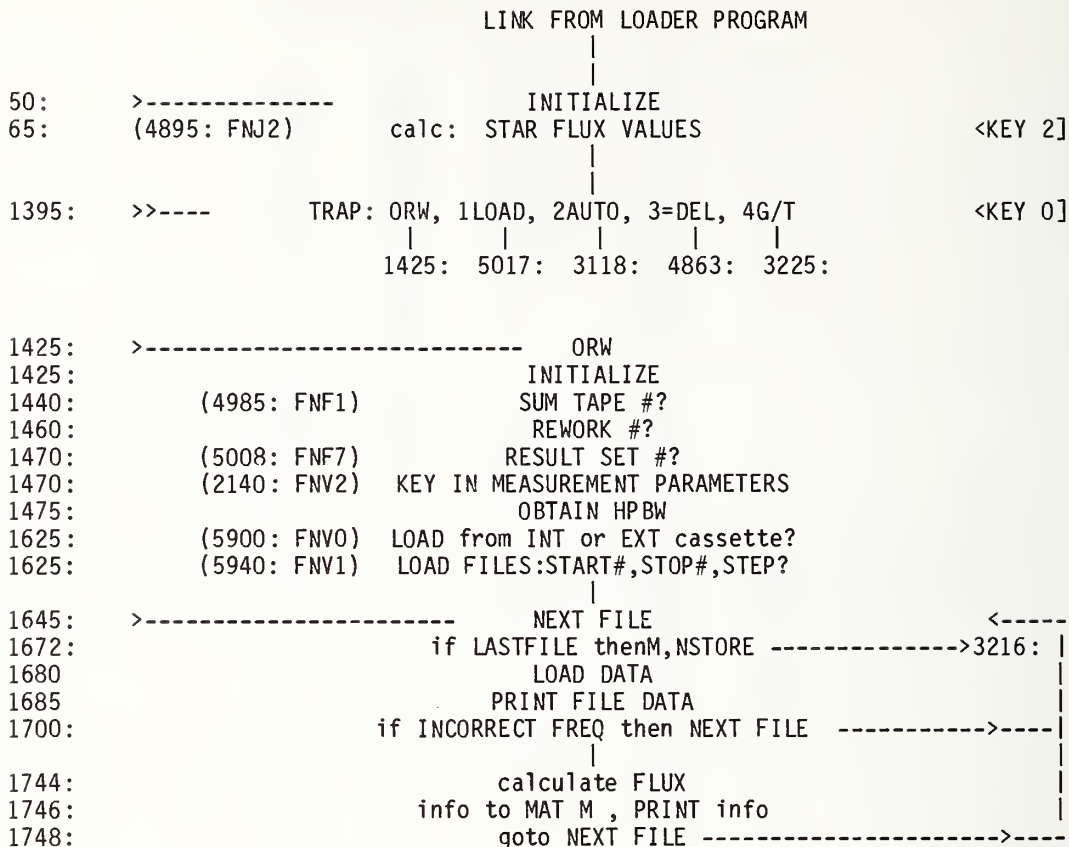 LINK FROM LOADER PROGRAM
|
|
50: >-------------- INITIALIZE
65: (4895: FNJ2) calc: STAR FLUX VALUES <KEY 2]
|
|
1395: >>---- TRAP: ORW, 1LOAD, 2AUTO, 3=DEL, 4G/T <KEY 0]
| | | | |
1425: 5017: 3118: 4863: 3225:
1425: >---------------------------- ORW
1425: INITIALIZE
1440: (4985: FNF1) SUM TAPE #?
1460: REWORK #?
1470: (5008: FNF7) RESULT SET #?
1470: (2140: FNV2) KEY IN MEASUREMENT PARAMETERS
1475: OBTAIN HPBW
1625: (5900: FNV0) LOAD from INT or EXT cassette?
1625: (5940: FNV1) LOAD FILES:START#,STOP#,STEP?
|
1645: >----------------------- NEXT FILE <-----
1672: if LASTFILE thenM,NSTORE -------------->3216: |
1680 LOAD DATA |
1685 PRINT FILE DATA |
1700: if INCORRECT FREQ then NEXT FILE ----------->----|
| |
1744: calculate FLUX |
1746: info to MAT M , PRINT info |
1748: goto NEXT FILE ---------------------->----